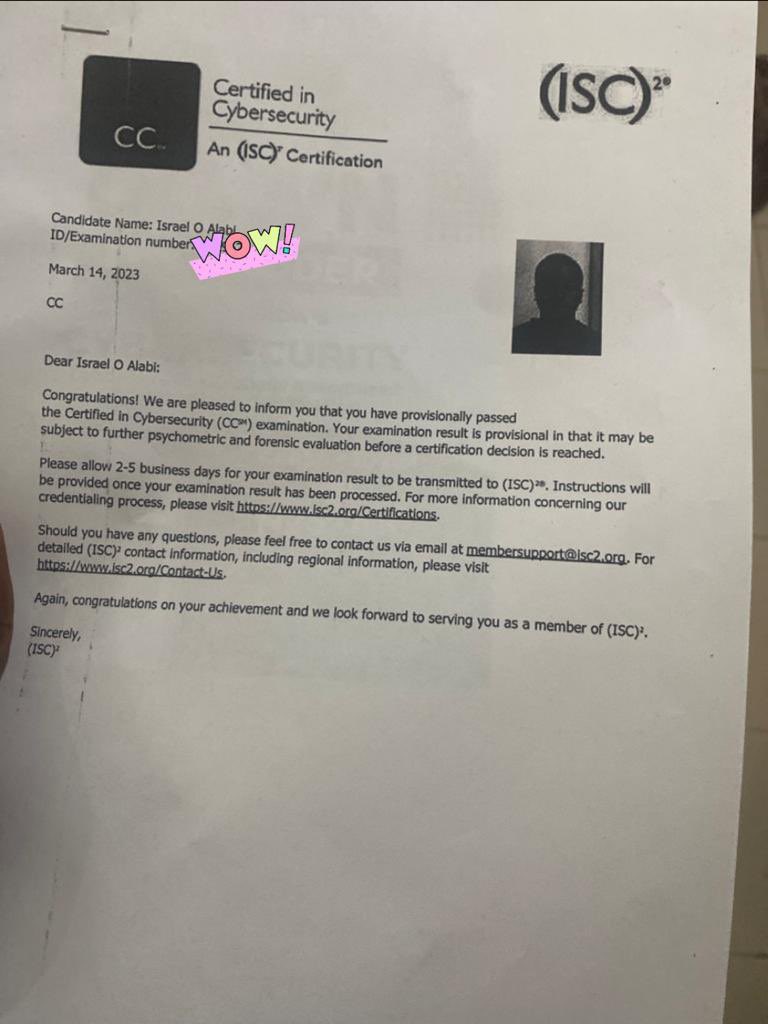 CC
Certified in
Cybersecurity
An (ISC)² Certification
(ISC)²®
Candidate Name: Israel O Alabi
ID/Examination number:
WOW!
March 14, 2023
CC
Dear Israel O Alabi:
Congratulations! We are pleased to inform you that you have provisionally passed
the Certified in Cybersecurity (CC℠) examination. Your examination result is provisional in that it may be
subject to further psychometric and forensic evaluation before a certification decision is reached.
Please allow 2-5 business days for your examination result to be transmitted to (ISC)²®. Instructions will
be provided once your examination result has been processed. For more information concerning our
credentialing process, please visit https://www.isc2.org/Certifications.
Should you have any questions, please feel free to contact us via email at membersupport@isc2.org. For
detailed (ISC)² contact information, including regional information, please visit
https://www.isc2.org/Contact-Us.
Again, congratulations on your achievement and we look forward to serving you as a member of (ISC)².
Sincerely,
(ISC)²